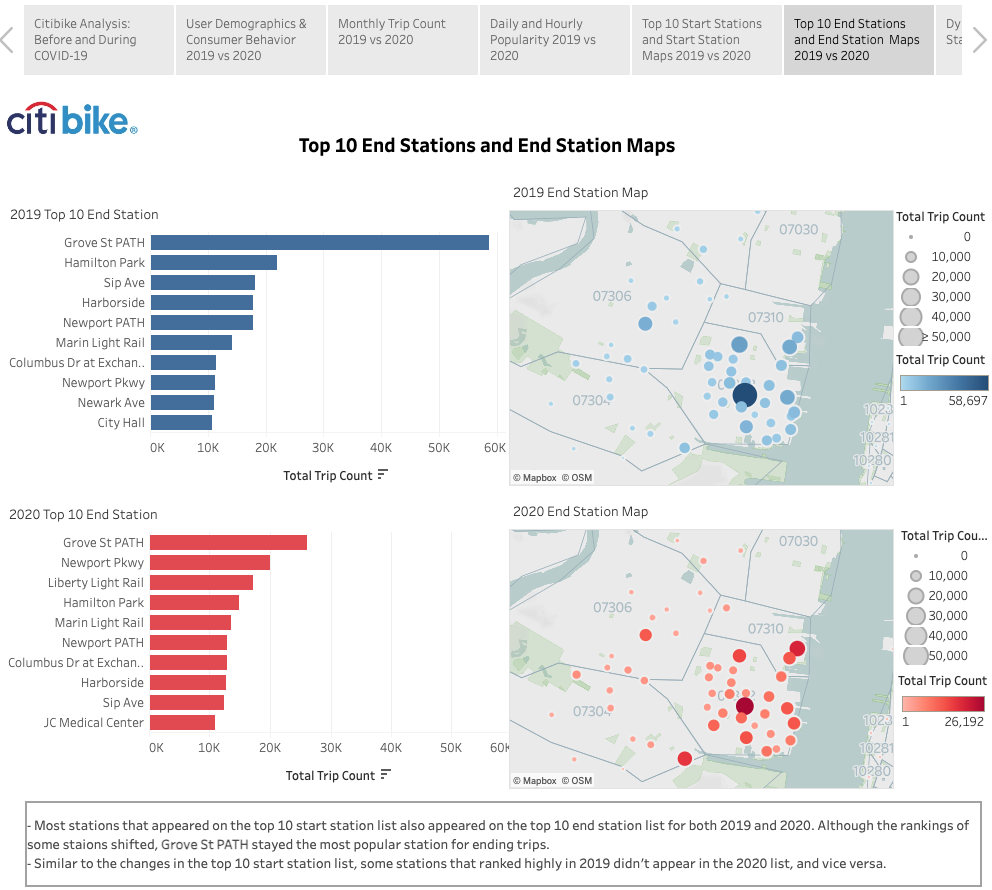 Citibike Analysis:
Before and During
COVID-19
User Demographics &
Consumer Behavior
2019 vs 2020
Monthly Trip Count
2019 vs 2020
Daily and Hourly
Popularity 2019 vs
2020
Top 10 Start Stations
and Start Station
Maps 2019 vs 2020
Top 10 End Stations
and End Station Maps
2019 vs 2020
Dy
Sta
citi bike®
Top 10 End Stations and End Station Maps
2019 Top 10 End Station
Grove St PATH
Hamilton Park
Sip Ave
Harborside
Newport PATH
Marin Light Rail
Columbus Dr at Exchan..
Newport Pkwy
Newark Ave
City Hall
0K 10K 20K 30K 40K 50K 60K
Total Trip Count
2019 End Station Map
07030
07306
07310
07304
1028
10280
© Mapbox © OSM
Total Trip Count
0
10,000
20,000
30,000
40,000
≥ 50,000
Total Trip Count
1 58,697
2020 Top 10 End Station
Grove St PATH
Newport Pkwy
Liberty Light Rail
Hamilton Park
Marin Light Rail
Newport PATH
Columbus Dr at Exchan..
Harborside
Sip Ave
JC Medical Center
0K 10K 20K 30K 40K 50K 60K
Total Trip Count
2020 End Station Map
07030
07306
07310
07304
1023
10281
10280
© Mapbox © OSM
Total Trip Cou...
0
10,000
20,000
30,000
40,000
50,000
Total Trip Count
1 26,192
- Most stations that appeared on the top 10 start station list also appeared on the top 10 end station list for both 2019 and 2020. Although the rankings of
some staions shifted, Grove St PATH stayed the most popular station for ending trips.
- Similar to the changes in the top 10 start station list, some stations that ranked highly in 2019 didn't appear in the 2020 list, and vice versa.